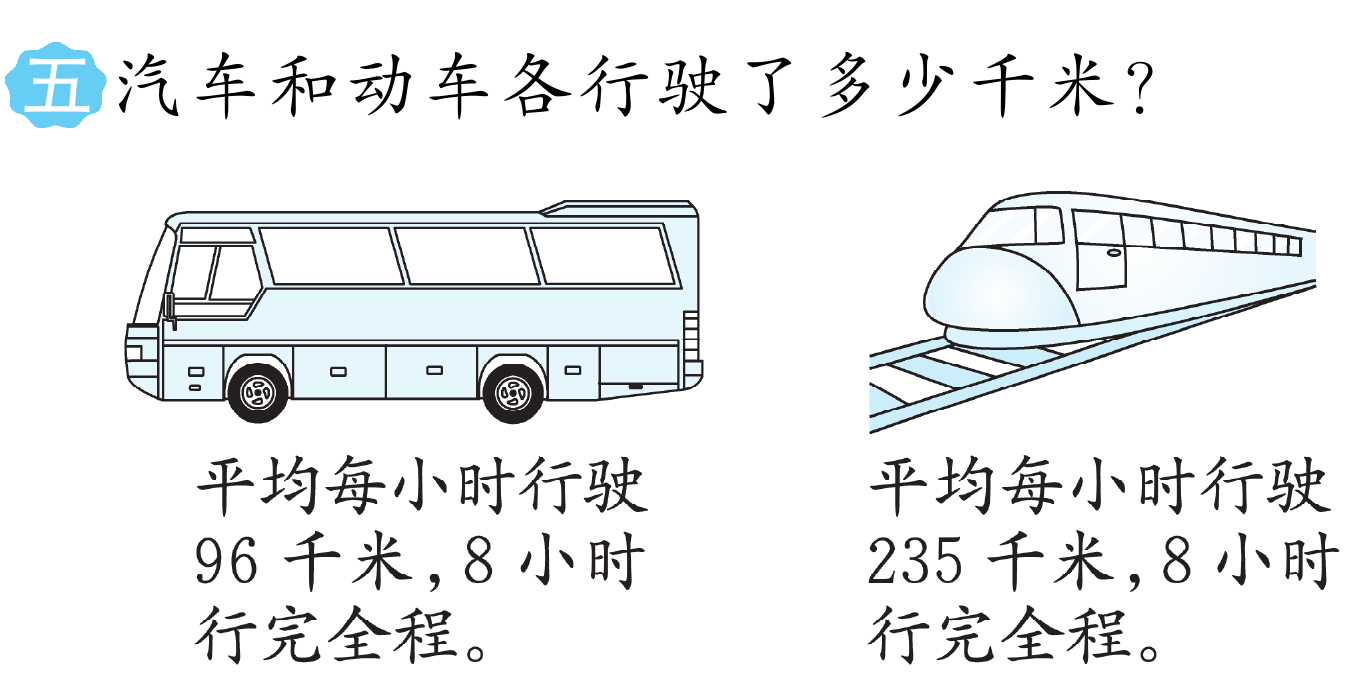 五 汽车和动车各行驶了多少千米？
平均每小时行驶
96 千米，8 小时
行完全程。
平均每小时行驶
235 千米，8 小时
行完全程。